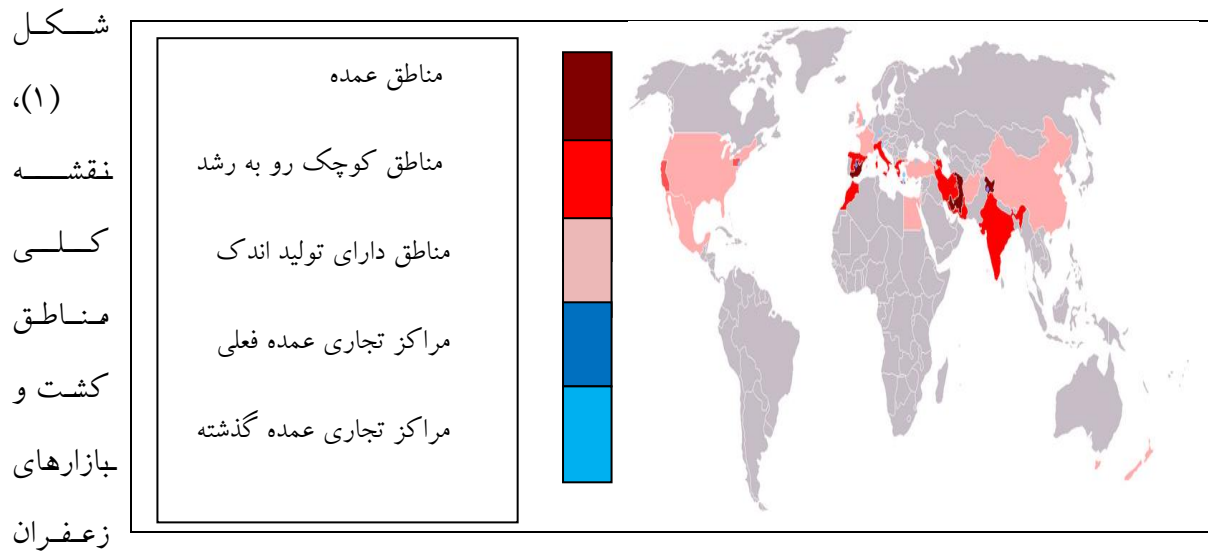 شکل
(۱)،
نقشه
کلی
مناطق
کشت و
بازارهای
زعفران
مناطق عمده
مناطق کوچک رو به رشد
مناطق دارای تولید اندک
مراکز تجاری عمده فعلی
مراکز تجاری عمده گذشته